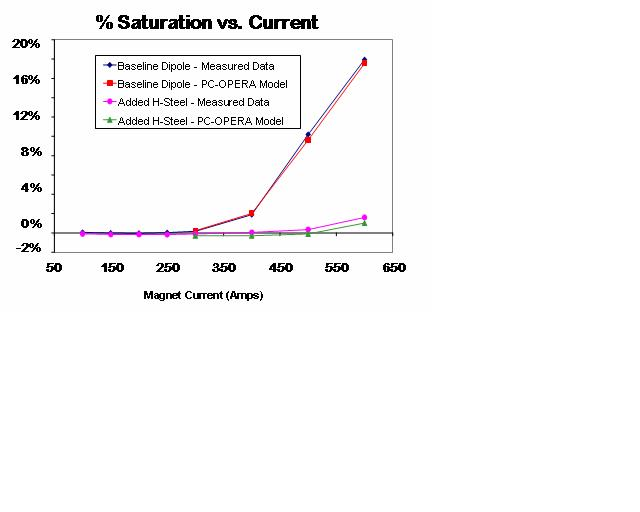 % Saturation vs. Current
20%
16%
12%
8%
4%
0%
-2%
Baseline Dipole - Measured Data
Baseline Dipole - PC-OPERA Model
Added H-Steel - Measured Data
Added H-Steel - PC-OPERA Model
50 150 250 350 450 550 650
Magnet Current (Amps)